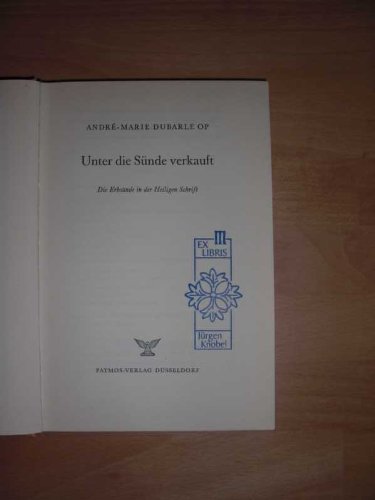 ANDRÉ-MARIE DUBARLE OP
Unter die Sünde verkauft
Die Erbsünde in der Heiligen Schrift
EX
LIBRIS
Jürgen
Knobel
PATMOS-VERLAG DÜSSELDORF